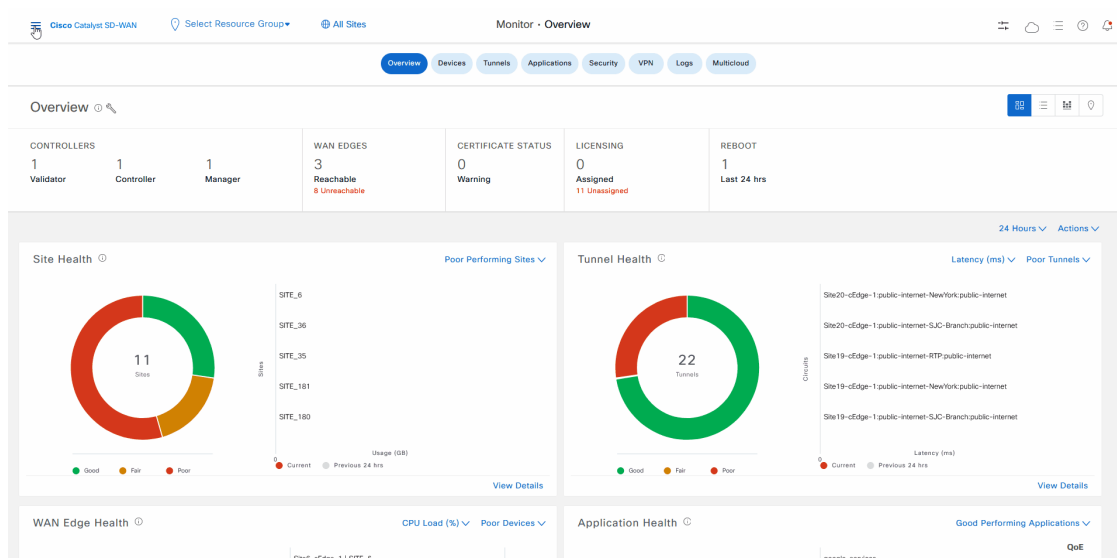 Cisco Catalyst SD-WAN
Select Resource Group
All Sites
Monitor · Overview
Overview Devices Tunnels Applications Security VPN Logs Multicloud
Overview
CONTROLLERS
1 1 1
Validator Controller Manager
WAN EDGES
3
Reachable
8 Unreachable
CERTIFICATE STATUS
0
Warning
LICENSING
0
Assigned
11 Unassigned
REBOOT
1
Last 24 hrs
24 Hours Actions
Site Health
Poor Performing Sites
11
Sites
Good Fair Poor
Sites
SITE_6
SITE_36
SITE_35
SITE_181
SITE_180
0
Usage (GB)
Current Previous 24 hrs
View Details
Tunnel Health
Latency (ms) Poor Tunnels
22
Tunnels
Good Fair Poor
Circuits
Site20-cEdge-1:public-internet-NewYork:public-internet
Site20-cEdge-1:public-internet-SJC-Branch:public-internet
Site19-cEdge-1:public-internet-RTP:public-internet
Site19-cEdge-1:public-internet-NewYork:public-internet
Site19-cEdge-1:public-internet-SJC-Branch:public-internet
0
Latency (ms)
Current Previous 24 hrs
View Details
WAN Edge Health
CPU Load (%) Poor Devices
Application Health
Good Performing Applications
QoE